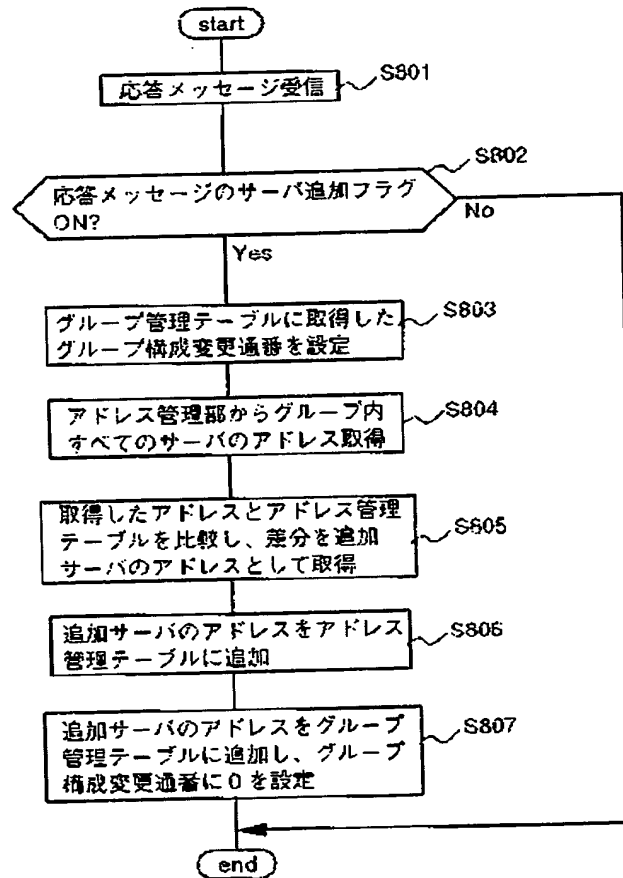 start
応答メッセージ受信
S801
S802
応答メッセージのサーバ追加フラグ
ON?
No
Yes
S803
グループ管理テーブルに取得した
グループ構成変更通番を設定
S804
アドレス管理部からグループ内
すべてのサーバのアドレス取得
S805
取得したアドレスとアドレス管理
テーブルを比較し、差分を追加
サーバのアドレスとして取得
S806
追加サーバのアドレスをアドレス
管理テーブルに追加
S807
追加サーバのアドレスをグループ
管理テーブルに追加し、グループ
構成変更通番に0を設定
end